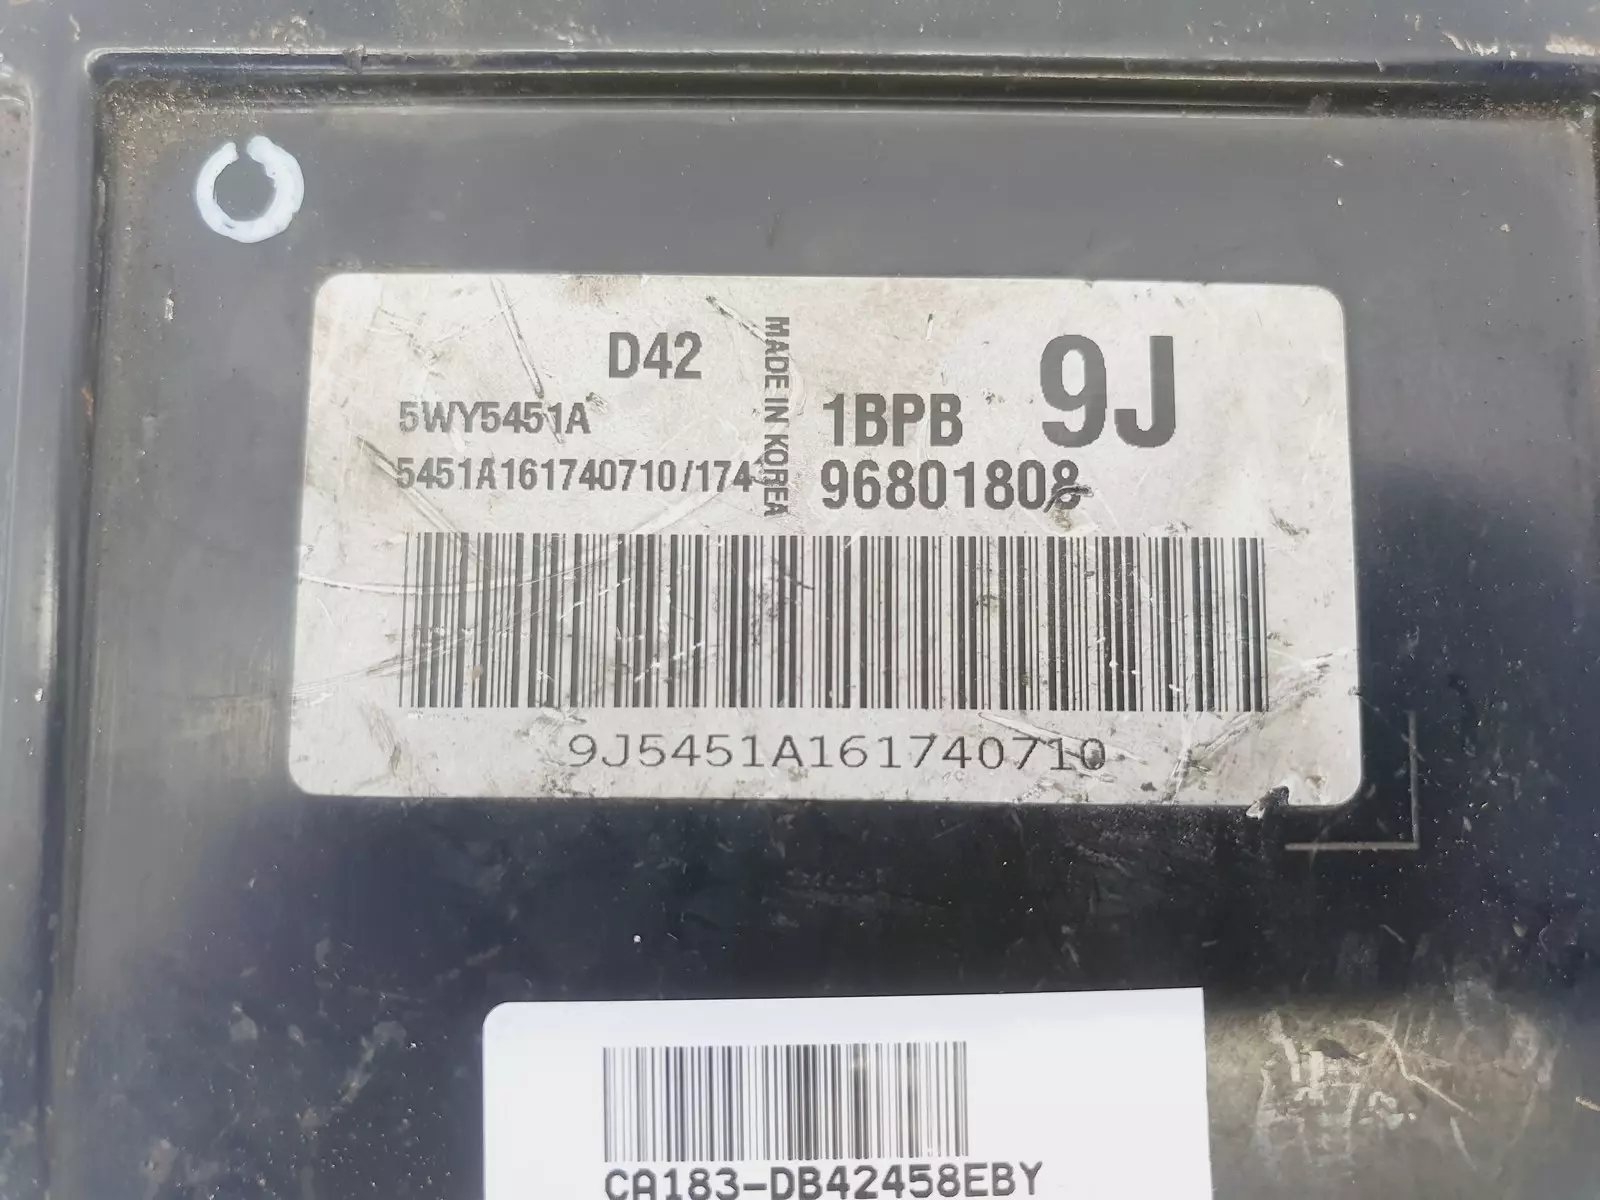 D42
5WY5451A
5451A161740710/174
MADE IN KOREA
9J
1BPB
96801808
9J5451A161740710
CA183-DB42458EBY